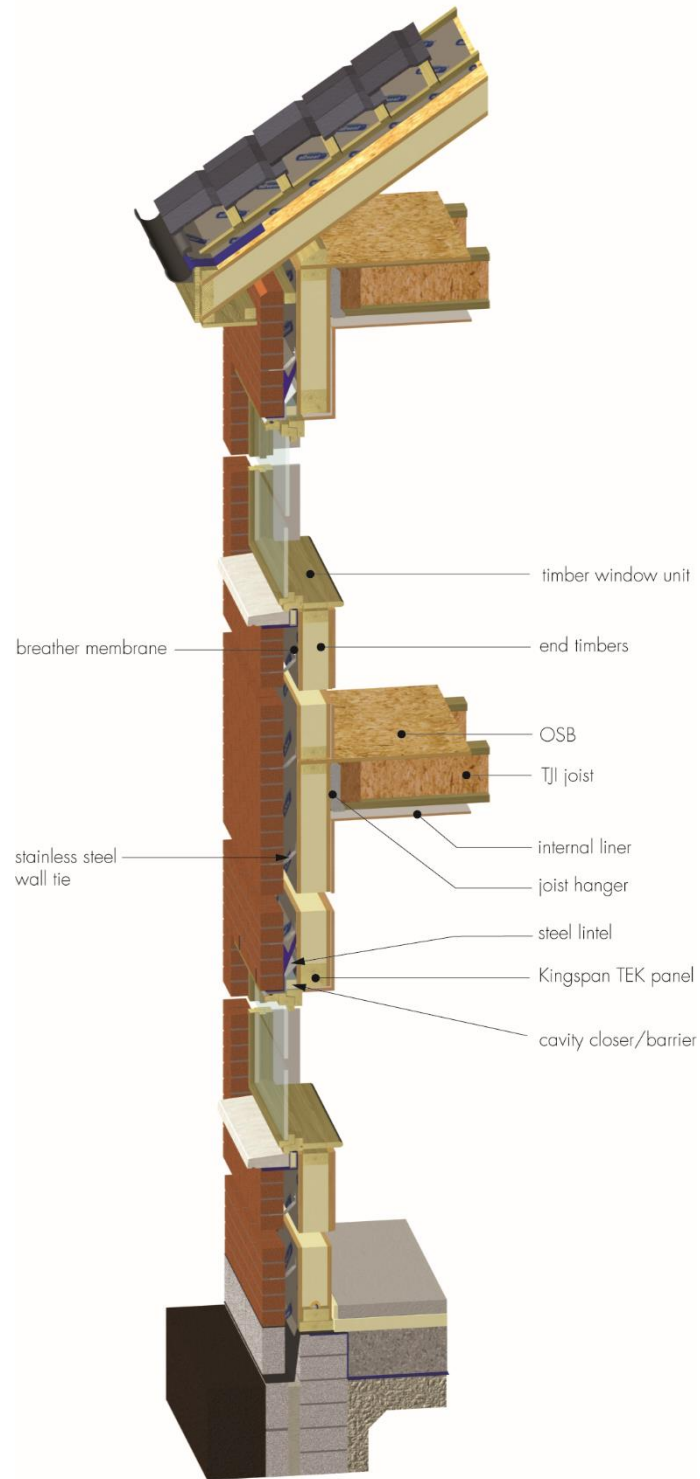 timber window unit
breather membrane
end timbers
OSB
TJI joist
internal liner
stainless steel
wall tie
joist hanger
steel lintel
Kingspan TEK panel
cavity closer/barrier